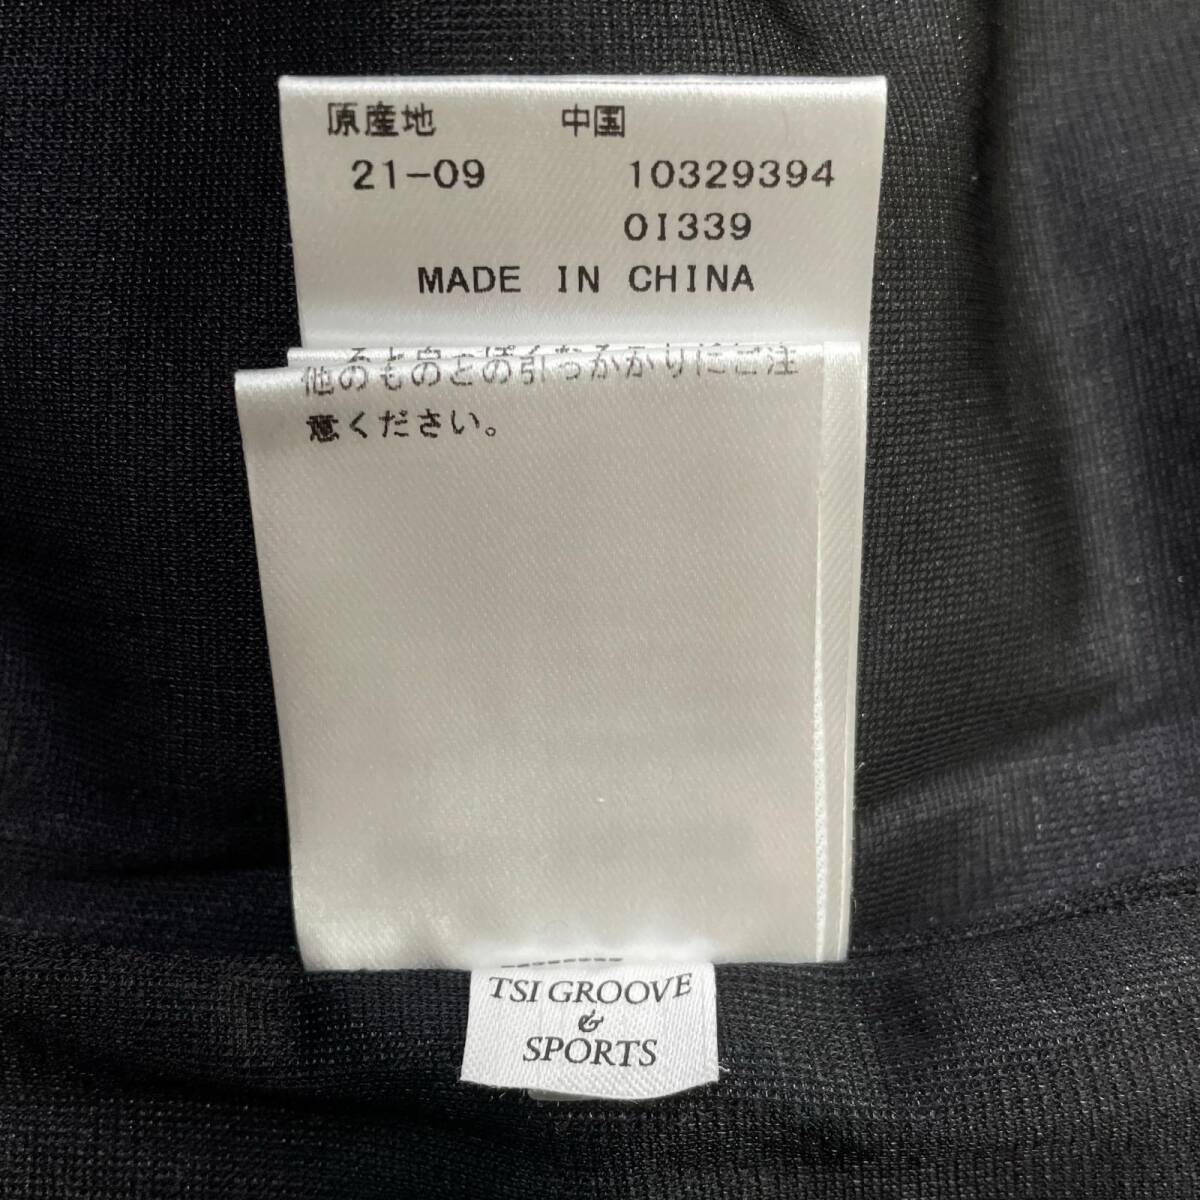 原産地 中国
21-09 10329394
OI339
MADE IN CHINA
他のものとの引っかかりにご注
意ください。
TSI GROOVE
&
SPORTS